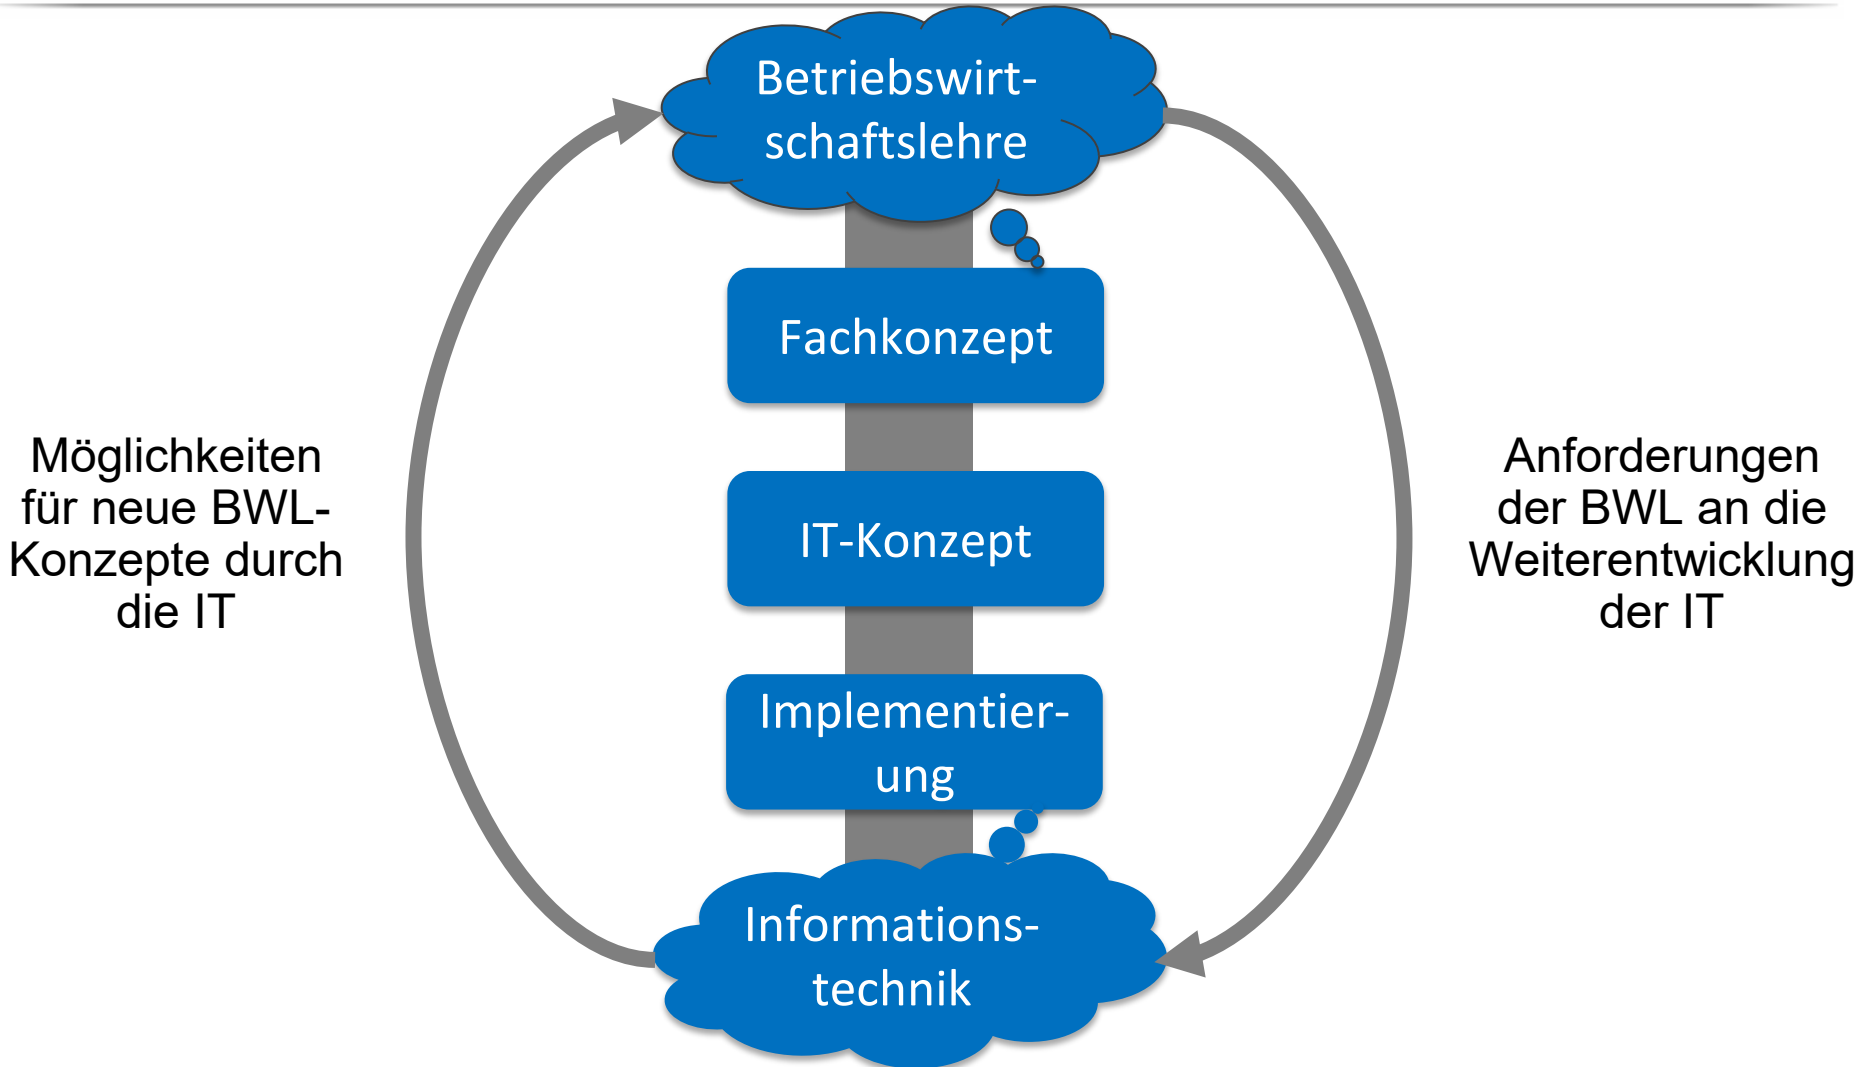 Betriebswirt-
schaftslehre
Fachkonzept
Möglichkeiten
für neue BWL-
Konzepte durch
die IT
IT-Konzept
Anforderungen
der BWL an die
Weiterentwicklung
der IT
Implementier-
ung
Informations-
technik